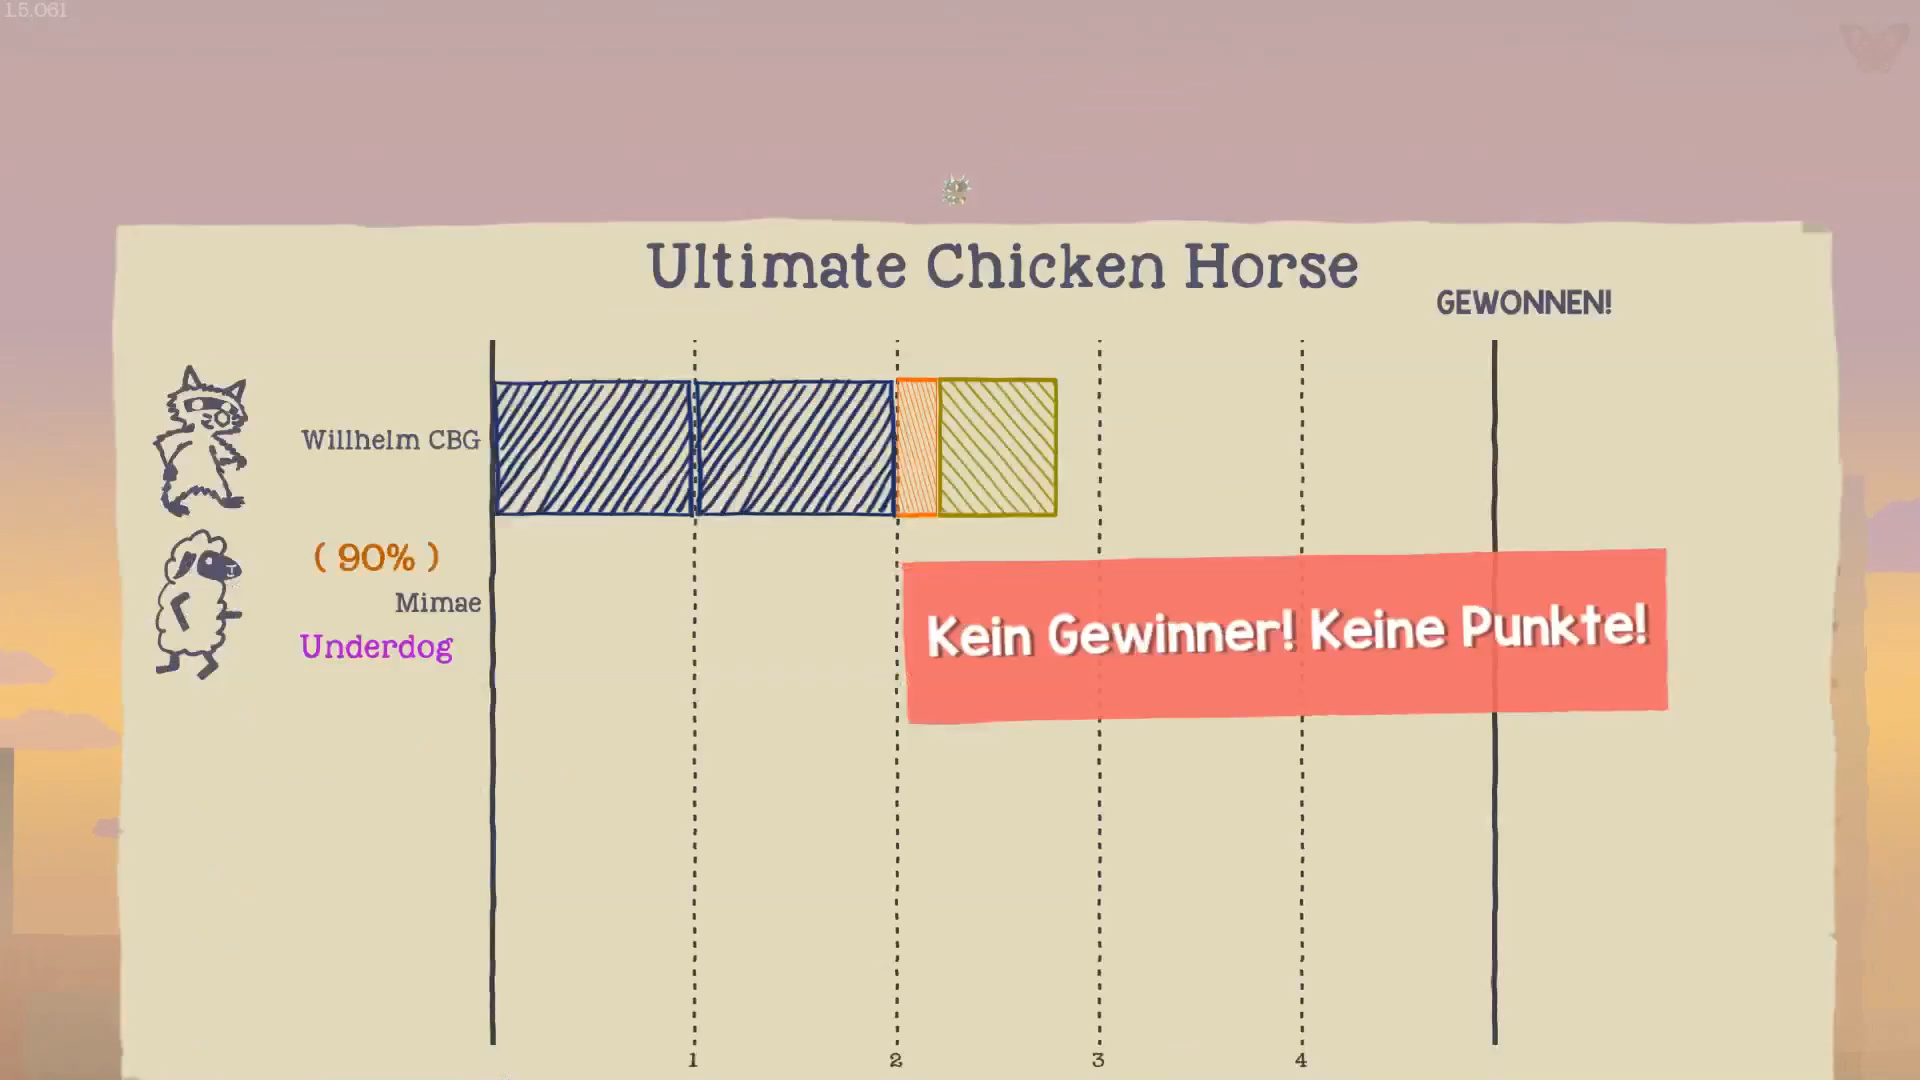 1.5.061
Ultimate Chicken Horse
GEWONNEN!
Willhelm CBG
( 90% )
Mimae
Underdog
Kein Gewinner! Keine Punkte!
1 2 3 4